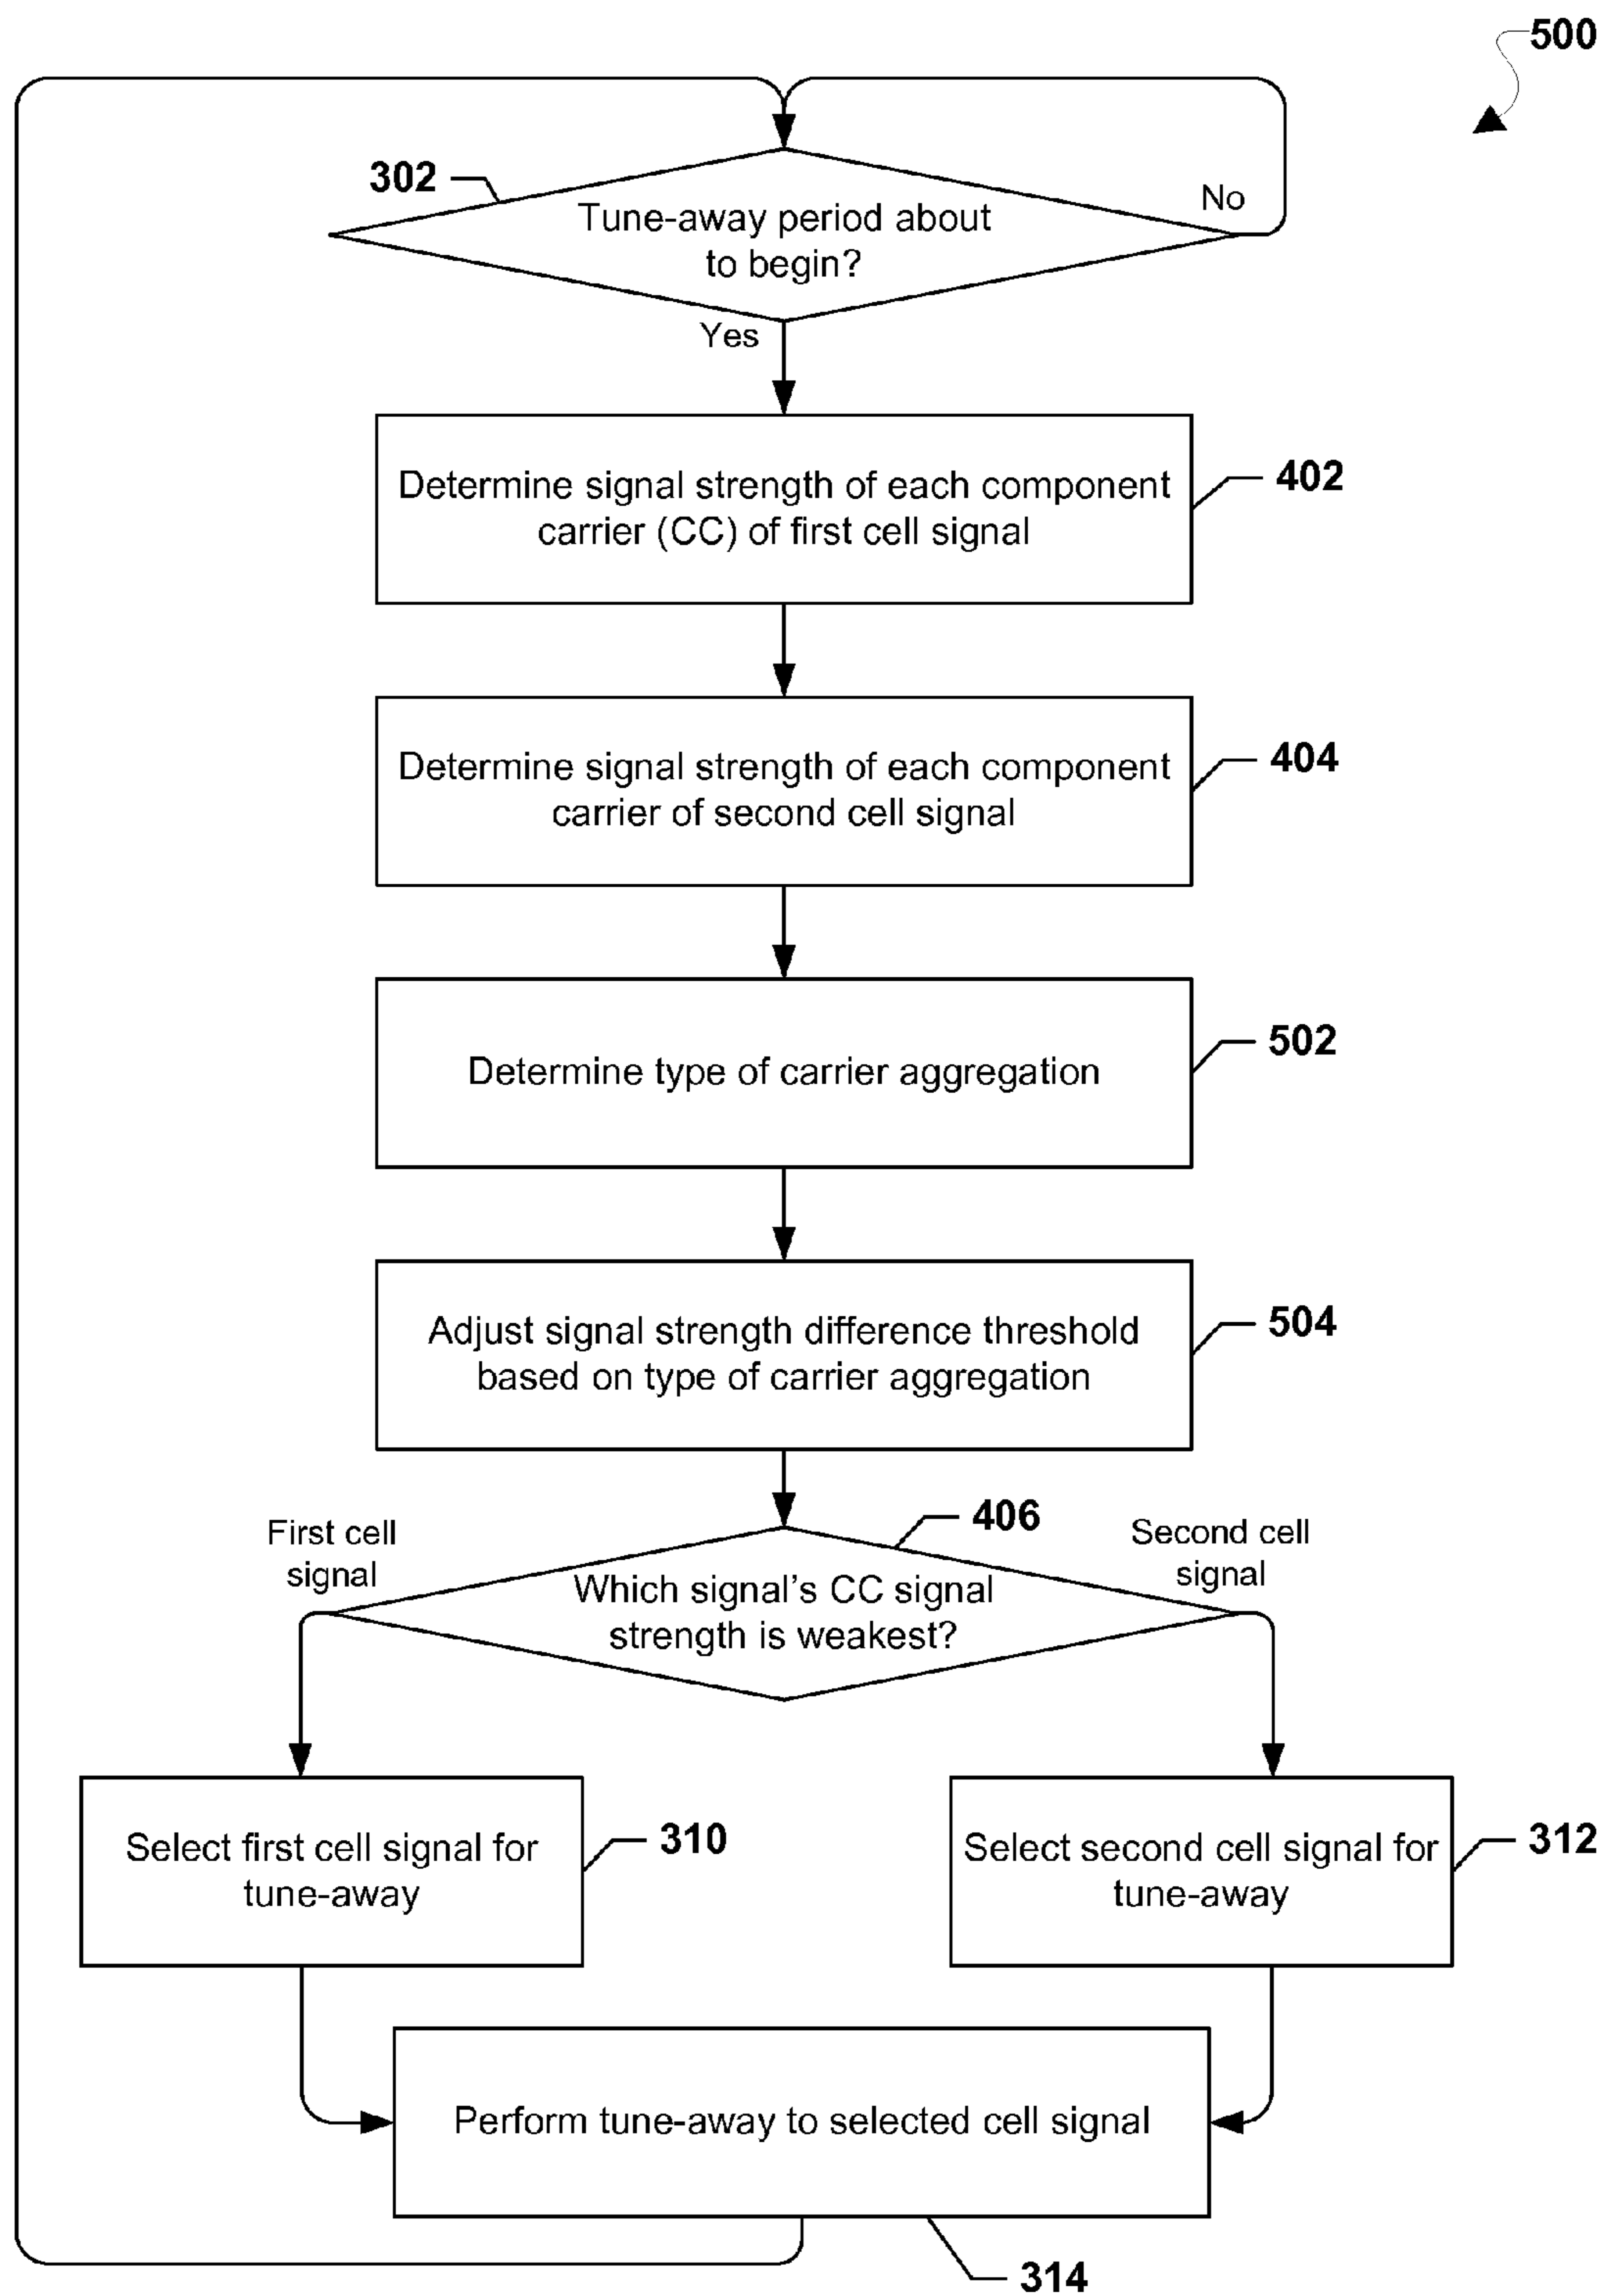 500
302
Tune-away period about
to begin?
No
Yes
Determine signal strength of each component
carrier (CC) of first cell signal
402
Determine signal strength of each component
carrier of second cell signal
404
Determine type of carrier aggregation
502
Adjust signal strength difference threshold
based on type of carrier aggregation
504
406
First cell
signal
Which signal’s CC signal
strength is weakest?
Second cell
signal
Select first cell signal for
tune-away
310
Select second cell signal for
tune-away
312
Perform tune-away to selected cell signal
314